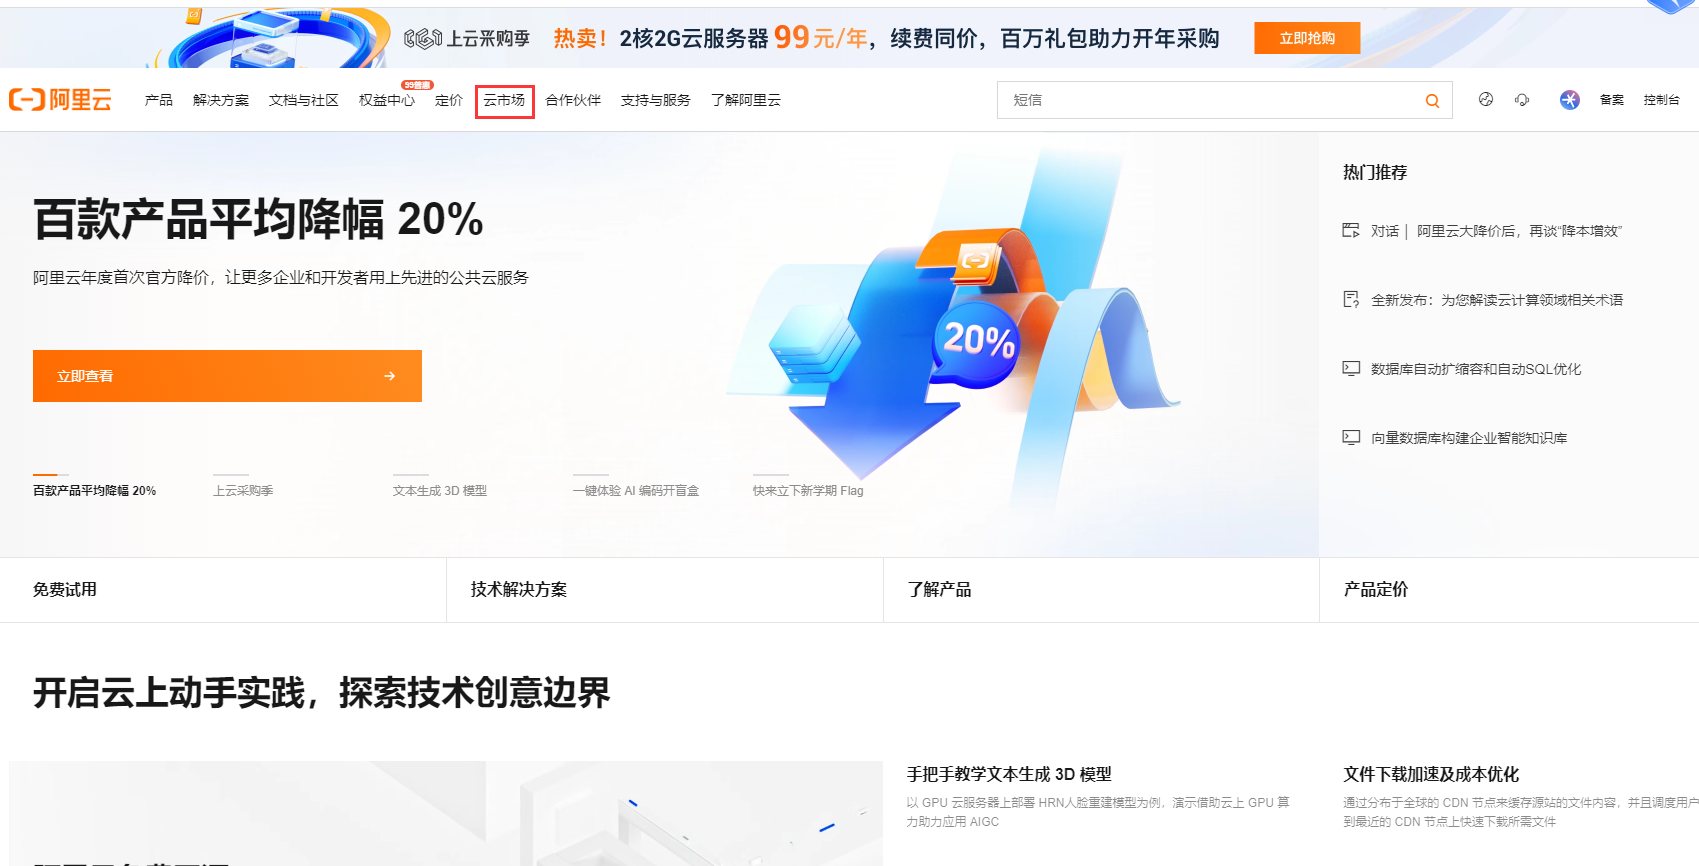 上云采购季 热卖！2核2G云服务器99元/年，续费同价，百万礼包助力开年采购 立即抢购
阿里云 产品 解决方案 文档与社区 权益中心 定价 云市场 合作伙伴 支持与服务 了解阿里云 短信 备案 控制台
百款产品平均降幅 20%
阿里云年度首次官方降价，让更多企业和开发者用上先进的公共云服务
立即查看
20%
百款产品平均降幅 20% 上云采购季 文本生成 3D 模型 一键体验 AI 编码开盲盒 快来立下新学期 Flag
热门推荐
对话｜ 阿里云大降价后，再谈“降本增效”
全新发布：为您解读云计算领域相关术语
数据库自动扩缩容和自动SQL优化
向量数据库构建企业智能知识库
免费试用 技术解决方案 了解产品 产品定价
开启云上动手实践，探索技术创意边界
手把手教学文本生成 3D 模型
以 GPU 云服务器上部署 HRN人脸重建模型为例，演示借助云上 GPU 算
力助力应用 AIGC
文件下载加速及成本优化
通过分布于全球的 CDN 节点来缓存源站的文件内容，并且调度用户
到最近的 CDN 节点上快速下载所需文件